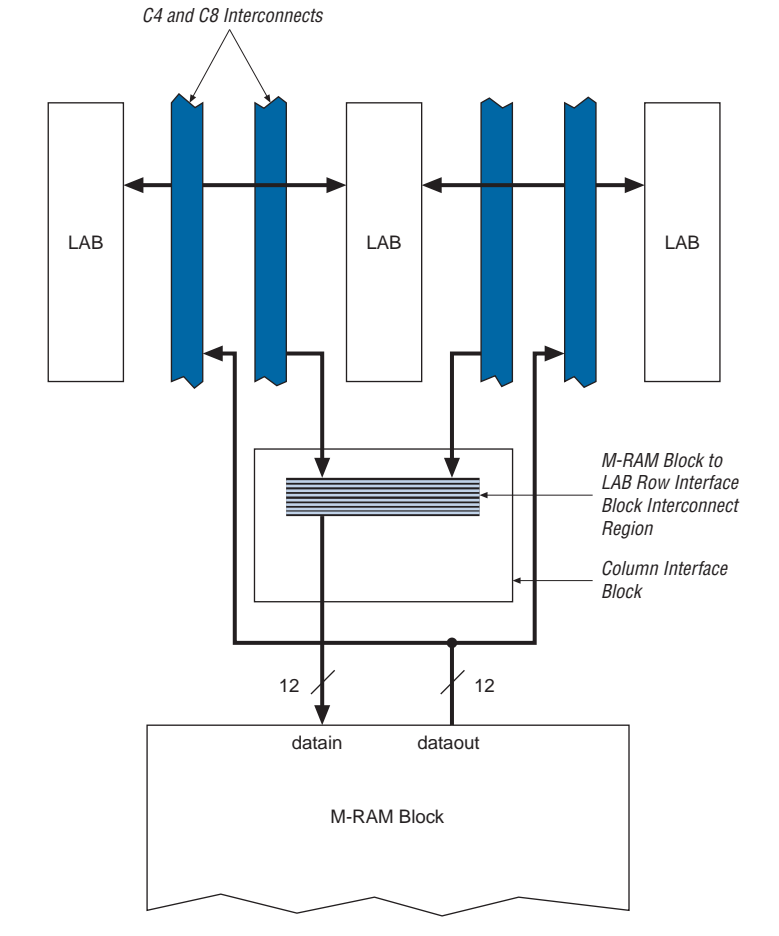 C4 and C8 Interconnects
LAB
LAB
LAB
M-RAM Block to
LAB Row Interface
Block Interconnect
Region
Column Interface
Block
12
12
datain
dataout
M-RAM Block